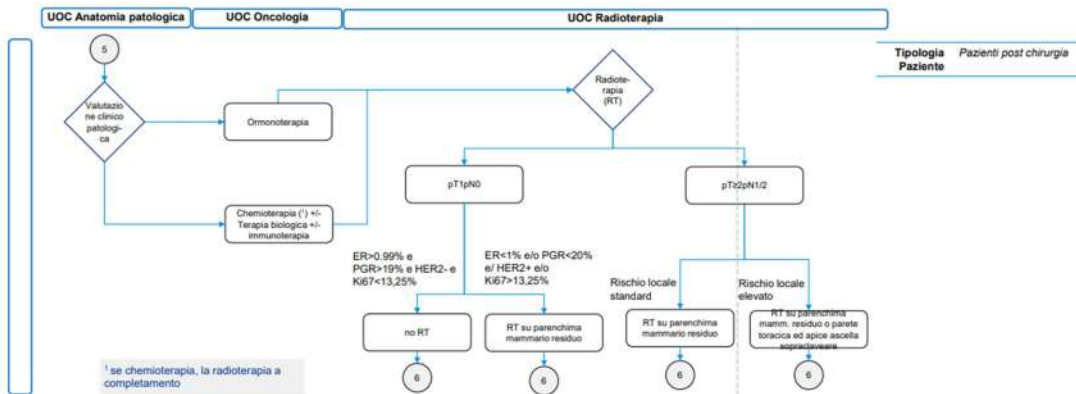 UOC Anatomia patologica
UOC Oncologia
UOC Radioterapia
Tipologia Paziente
Pazienti post chirurgia
5
Valutazio
ne clinico
patologi-
ca
Ormonoterapia
Chemioterapia (¹) +/-
Terapia biologica +/-
immunoterapia
Radiote-
rapia
(RT)
pT1pN0
pT≥2pN1/2
ER>0.99% e
PGR>19% e HER2- e
Ki67<13,25%
ER<1% e/o PGR<20%
e/ HER2+ e/o
Ki67>13,25%
Rischio locale
standard
Rischio locale
elevato
no RT
RT su parenchima
mammario residuo
RT su parenchima
mammario residuo
RT su parenchima
mamm. residuo o parete
toracica ed apice ascella
sopraclaveare
6
6
6
6
¹ se chemioterapia, la radioterapia a
completamento